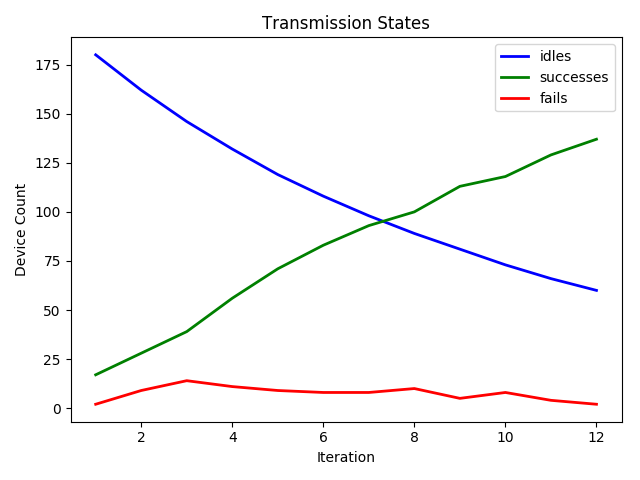 Transmission States
idles
successes
fails
Device Count
175
150
125
100
75
50
25
0
2
4
6
8
10
12
Iteration